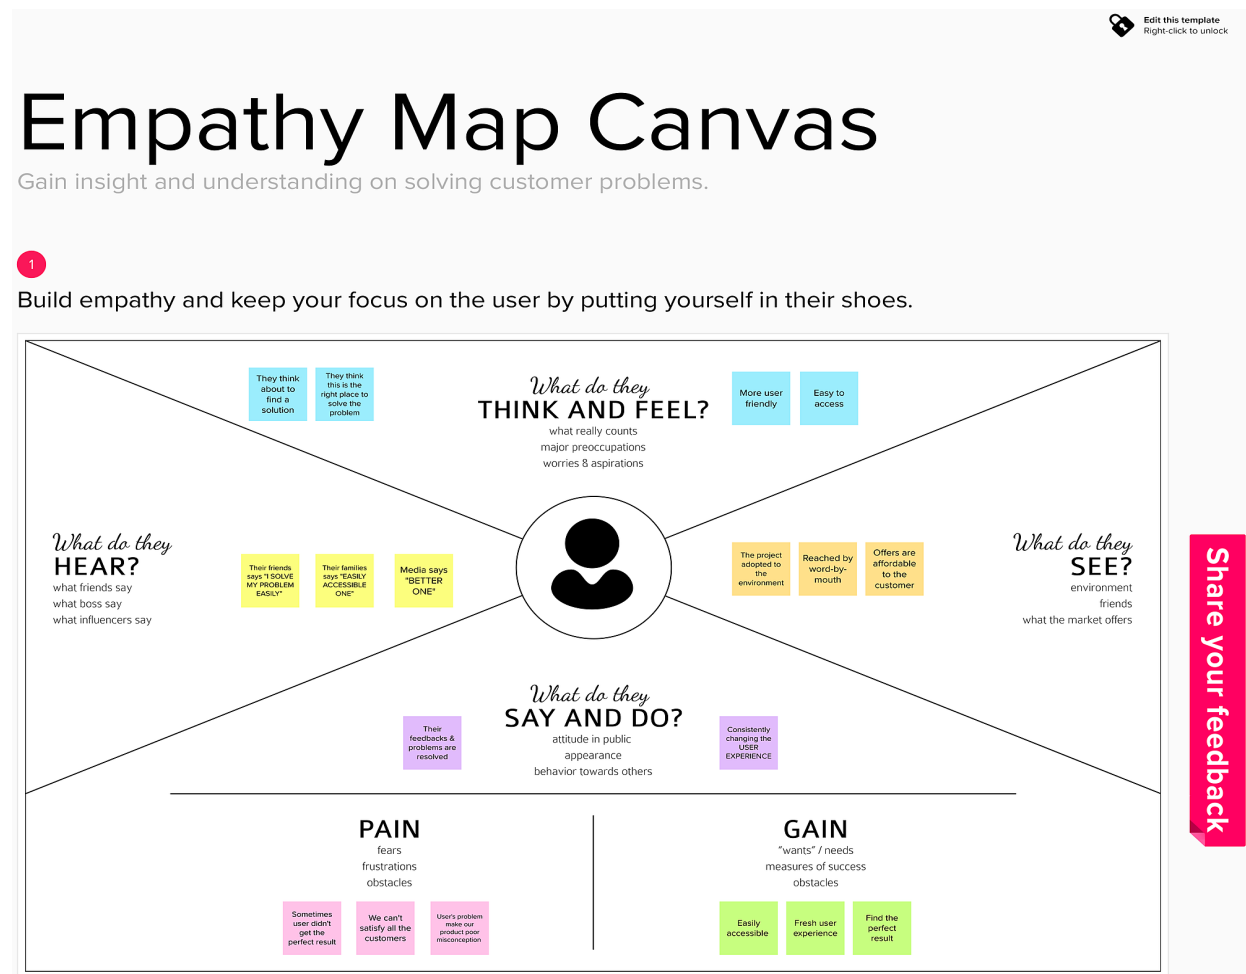 Edit this template
Right-click to unlock
Empathy Map Canvas
Gain insight and understanding on solving customer problems.
1
Build empathy and keep your focus on the user by putting yourself in their shoes.
They think
about to
find a
solution
They think
this is the
right place to
solve the
problem
What do they
THINK AND FEEL?
what really counts
major preoccupations
worries & aspirations
More user
friendly
Easy to
access
What do they
HEAR?
what friends say
what boss say
what influencers say
Their friends
says "I SOLVE
MY PROBLEM
EASILY"
Their families
says "EASILY
ACCESSIBLE
ONE"
Media says
"BETTER
ONE"
The project
adopted to
the
environment
Reached by
word-by-
mouth
Offers are
affordable
to the
customer
What do they
SEE?
environment
friends
what the market offers
Share your feedback
Their
feedbacks &
problems are
resolved
What do they
SAY AND DO?
attitude in public
appearance
behavior towards others
Consistently
changing the
USER
EXPERIENCE
PAIN
fears
frustrations
obstacles
Sometimes
user didn't
get the
perfect result
We can't
satisfy all the
customers
User's problem
make our
product poor
misconception
GAIN
"wants" / needs
measures of success
obstacles
Easily
accessible
Fresh user
experience
Find the
perfect
result